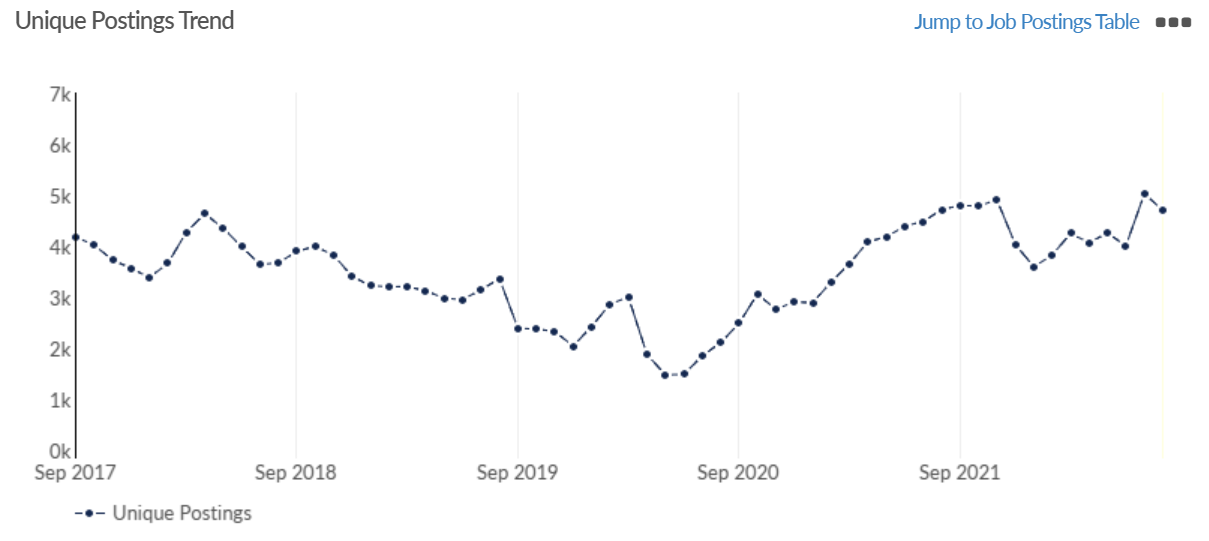 Unique Postings Trend
Jump to Job Postings Table
7k
6k
5k
4k
3k
2k
1k
0k
Sep 2017 Sep 2018 Sep 2019 Sep 2020 Sep 2021
Unique Postings